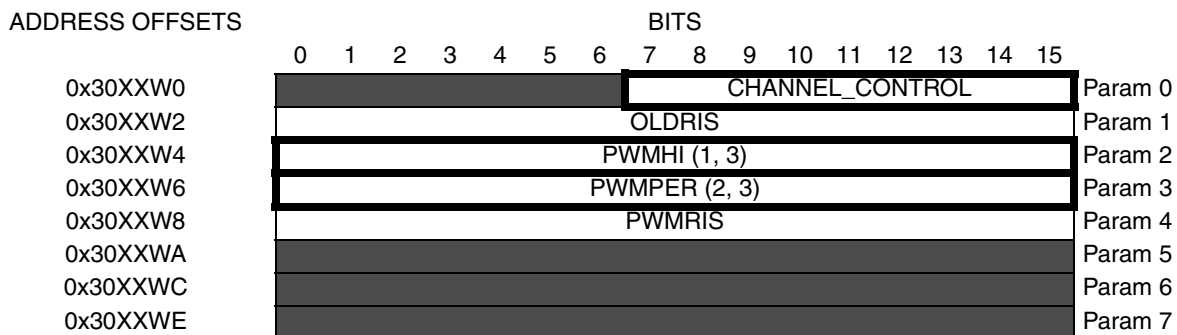 ADDRESS OFFSETS BITS
0 1 2 3 4 5 6 7 8 9 10 11 12 13 14 15
0x30XXW0 CHANNEL_CONTROL Param 0
0x30XXW2 OLDRIS Param 1
0x30XXW4 PWMHI (1, 3) Param 2
0x30XXW6 PWMPER (2, 3) Param 3
0x30XXW8 PWMRIS Param 4
0x30XXWA Param 5
0x30XXWC Param 6
0x30XXWE Param 7